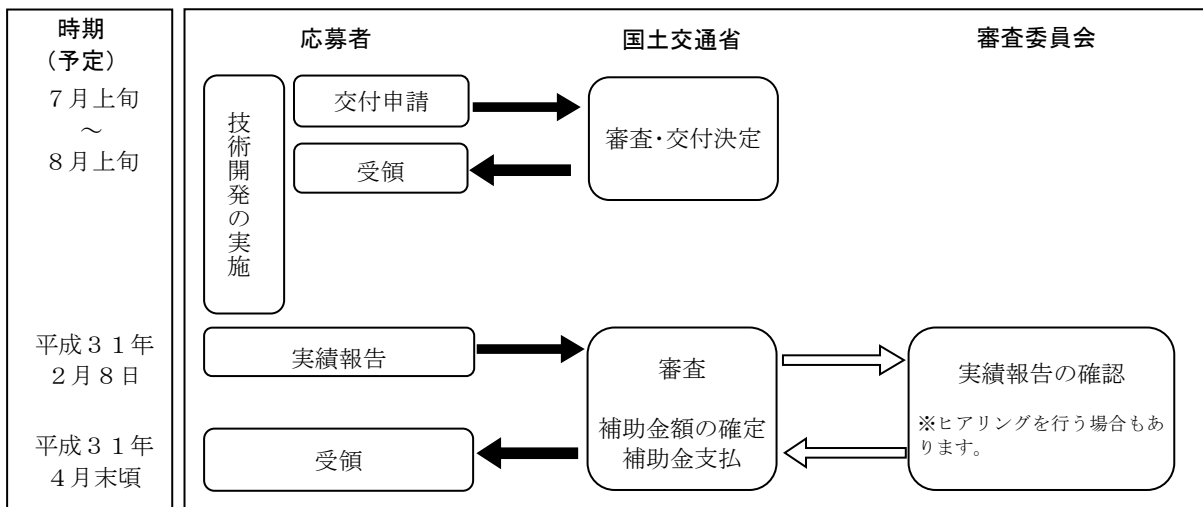 時期
(予定)
7月上旬
~
8月上旬
平成31年
2月8日
平成31年
4月末頃
応募者
国土交通省
審査委員会
技術開発の実施
交付申請
審査・交付決定
受領
実績報告
審査
補助金額の確定
補助金支払
実績報告の確認
※ヒアリングを行う場合もあ
ります。
受領